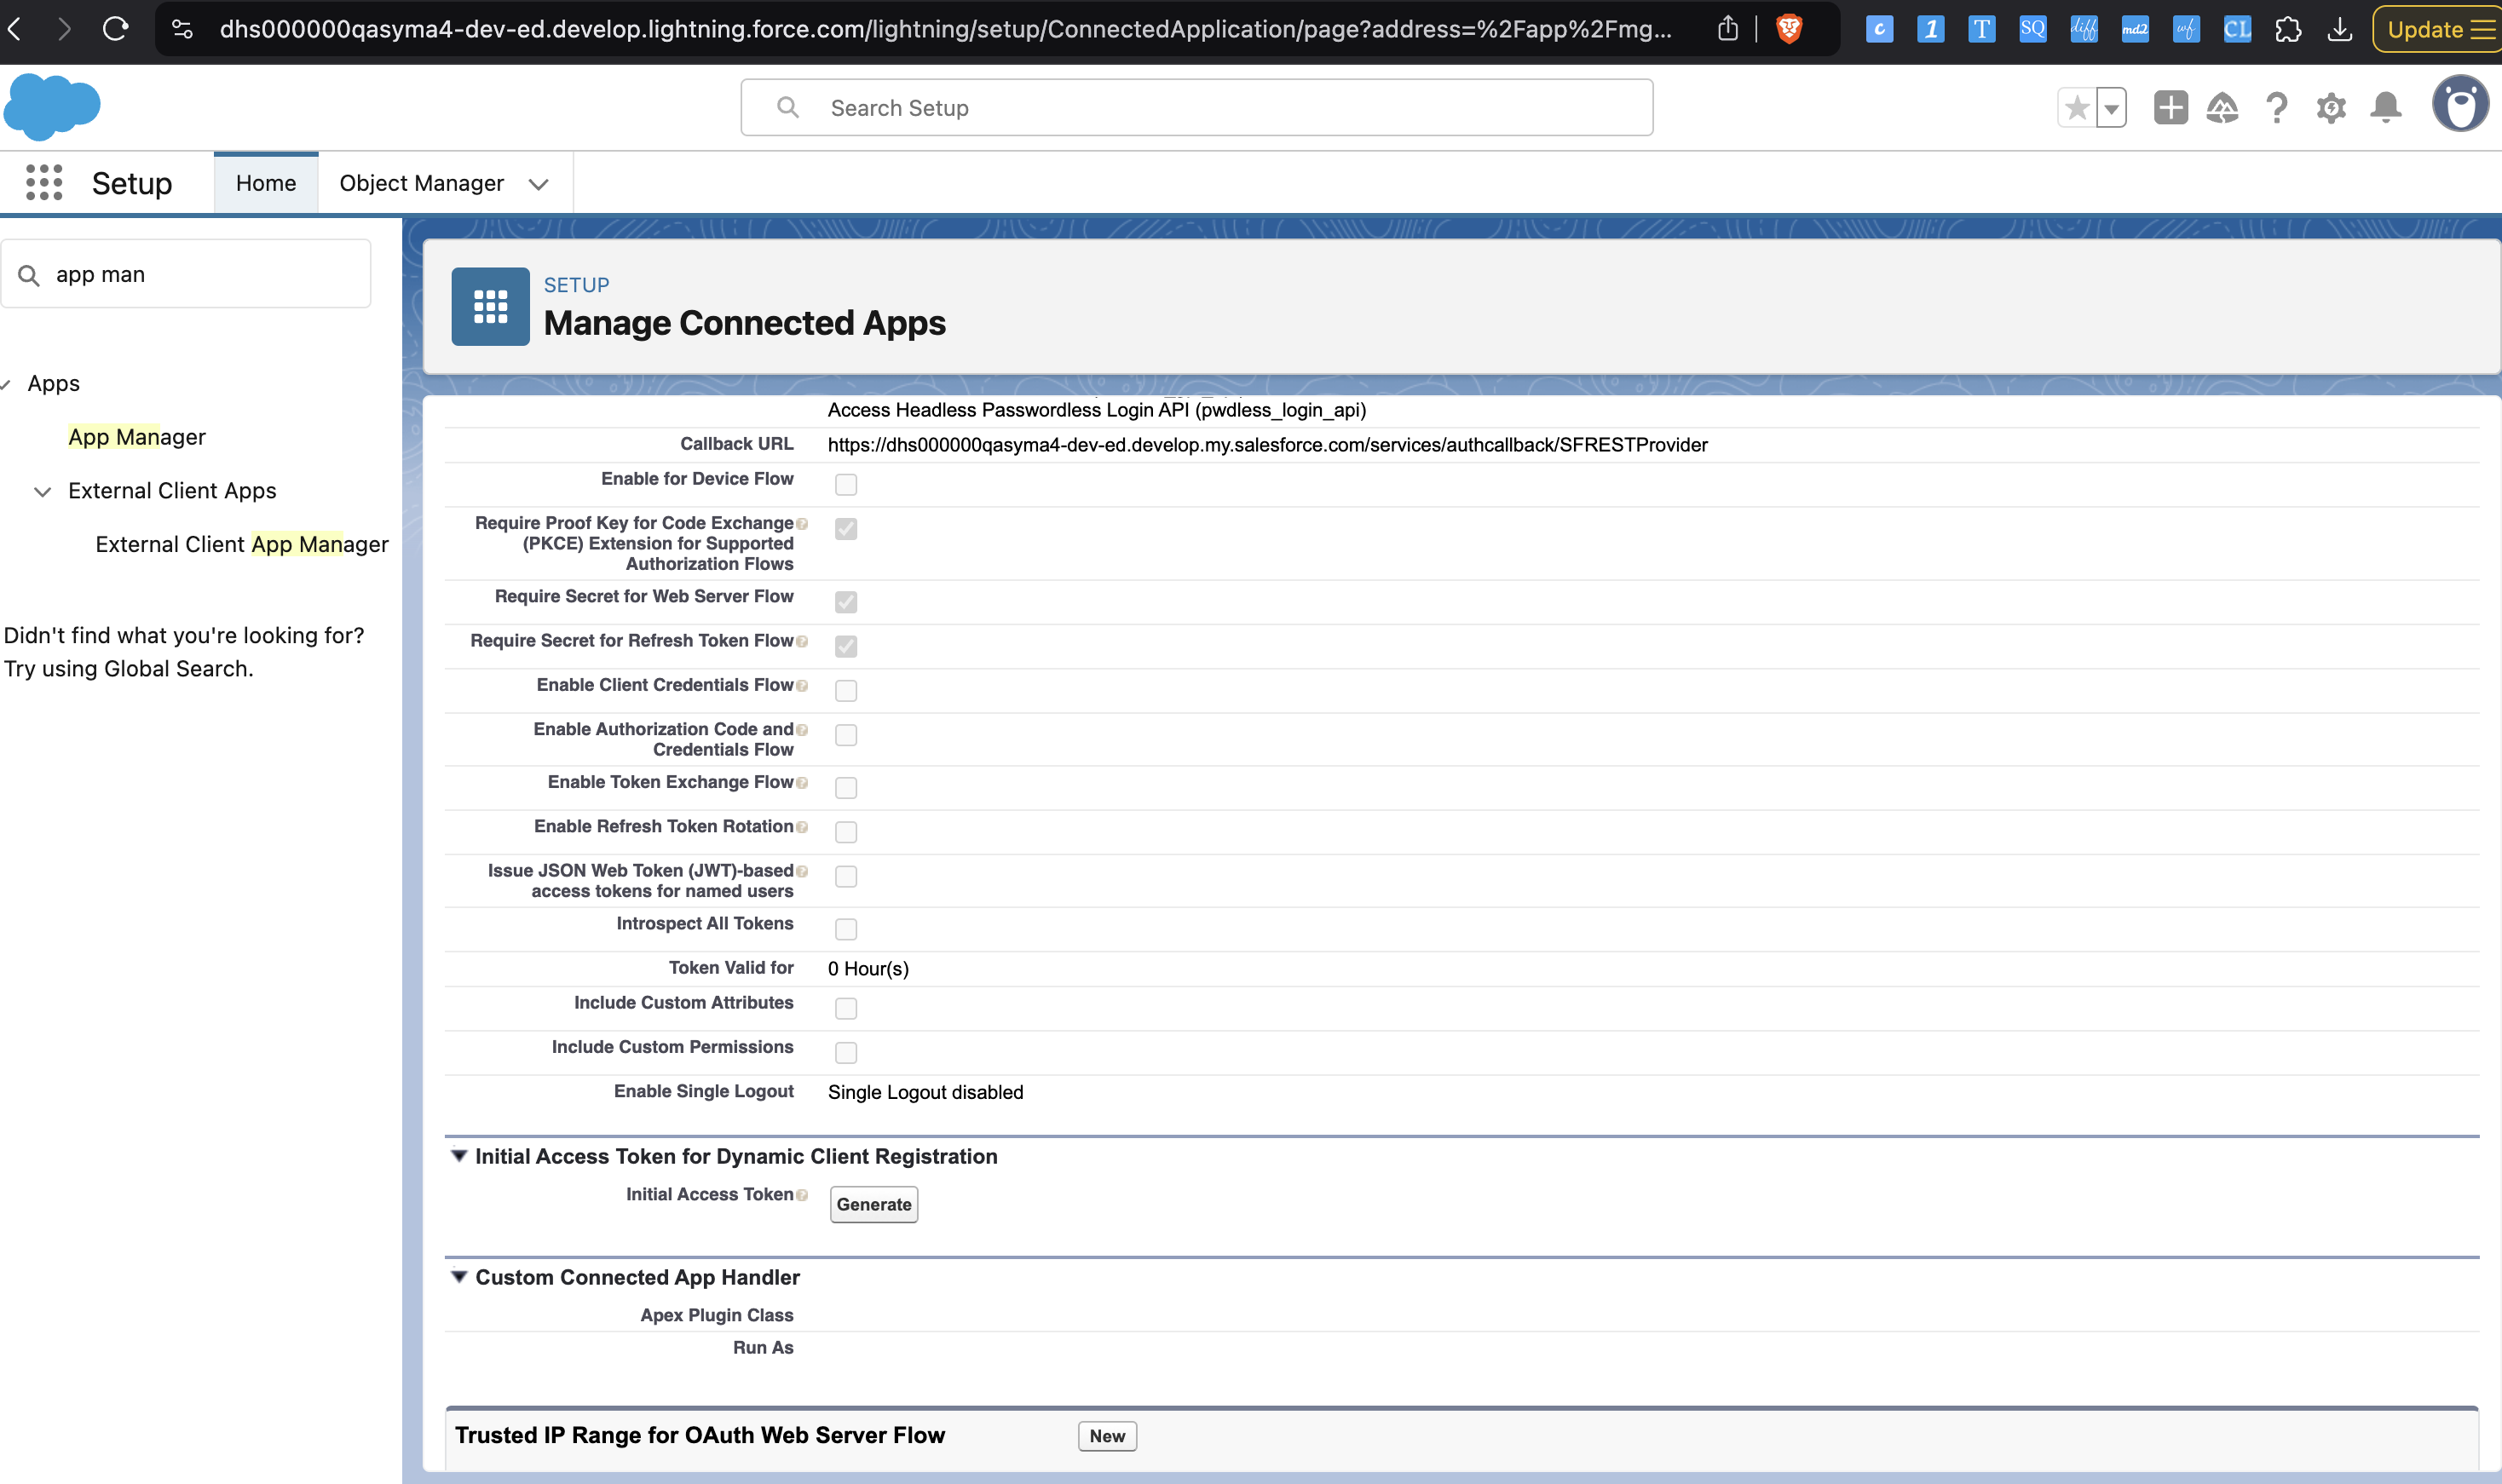 dhs000000qasyma4-dev-ed.develop.lightning.force.com/lightning/setup/ConnectedApplication/page?address=%2Fapp%2Fmg...
c
1
T
SQ
diff
md2
wf
CL
Update
Search Setup
Setup
Home
Object Manager
app man
Apps
App Manager
External Client Apps
External Client App Manager
Didn't find what you're looking for?
Try using Global Search.
SETUP
Manage Connected Apps
Access Headless Passwordless Login API (pwdless_login_api)
Callback URL https://dhs000000qasyma4-dev-ed.develop.my.salesforce.com/services/authcallback/SFRESTProvider
Enable for Device Flow
Require Proof Key for Code Exchange
(PKCE) Extension for Supported
Authorization Flows
Require Secret for Web Server Flow
Require Secret for Refresh Token Flow
Enable Client Credentials Flow
Enable Authorization Code and
Credentials Flow
Enable Token Exchange Flow
Enable Refresh Token Rotation
Issue JSON Web Token (JWT)-based
access tokens for named users
Introspect All Tokens
Token Valid for 0 Hour(s)
Include Custom Attributes
Include Custom Permissions
Enable Single Logout Single Logout disabled
Initial Access Token for Dynamic Client Registration
Initial Access Token Generate
Custom Connected App Handler
Apex Plugin Class
Run As
Trusted IP Range for OAuth Web Server Flow New